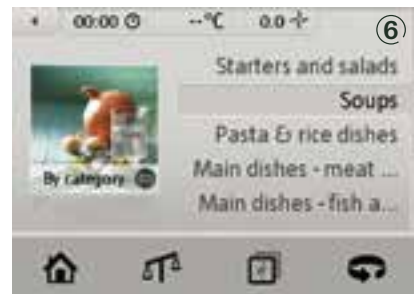 00:00 --°C 0.0 ⑥
Starters and salads
Soups
Pasta & rice dishes
Main dishes - meat ...
Main dishes - fish a...
By category